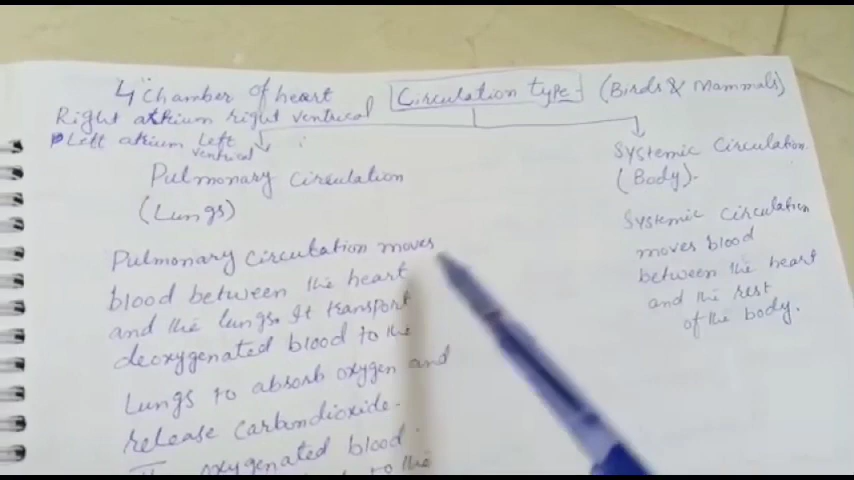 4 Chamber of heart
Circulation type (Birds & Mammals)
Right atrium right ventrical
Left atrium Left ventrical
Pulmonary Circulation
(Lungs)
Pulmonary Circulation moves
blood between the heart
and the lungs. It transport
deoxygenated blood to the
Lungs to absorb oxygen and
release carbondioxide.
The oxygenated blood.
to the
Systemic Circulation
(Body).
Systemic Circulation
moves blood
between the heart
and the rest
of the body.